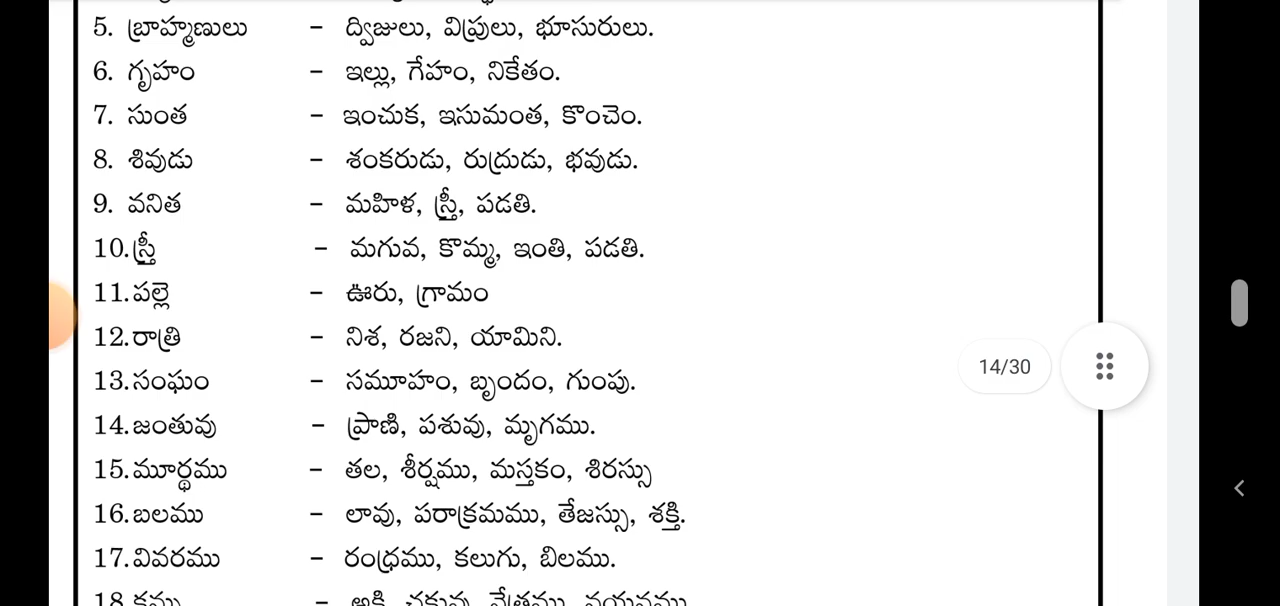 5. బ్రాహ్మణులు – ద్విజులు, విప్రులు, భూసురులు.
6. గృహం – ఇల్లు, గేహం, నికేతం.
7. సుంత – ఇంచుక, ఇసుమంత, కొంచెం.
8. శివుడు – శంకరుడు, రుద్రుడు, భవుడు.
9. వనిత – మహిళ, స్త్రీ, పడతి.
10. స్త్రీ – మగువ, కొమ్మ, ఇంతి, పడతి.
11. పల్లె – ఊరు, గ్రామం
12. రాత్రి – నిశ, రజని, యామిని.
13. సంఘం – సమూహం, బృందం, గుంపు.
14/30
14. జంతువు – ప్రాణి, పశువు, మృగము.
15. మూర్థము – తల, శీర్షము, మస్తకం, శిరస్సు
16. బలము – లావు, పరాక్రమము, తేజస్సు, శక్తి.
17. వివరము – రంధ్రము, కలుగు, బిలము.
18.